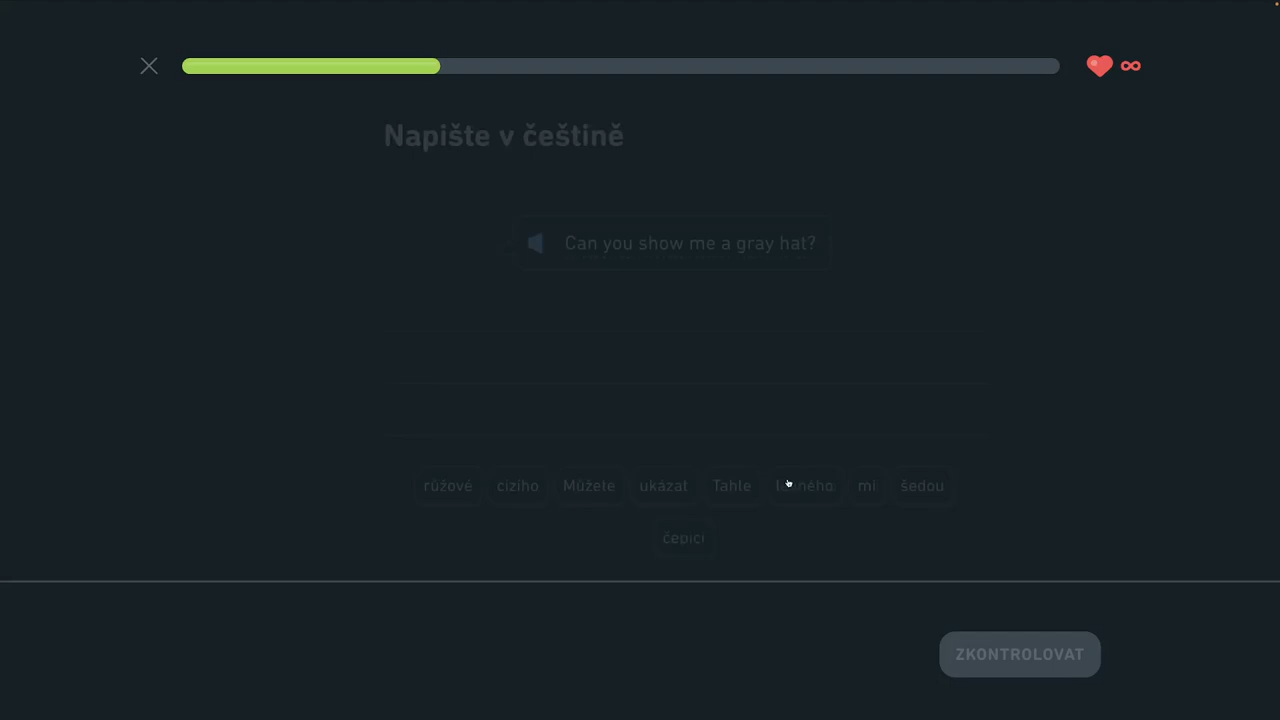 Napište v češtině
Can you show me a gray hat?
růžové cizího Můžete ukázat Tahle mi šedou
čepici
ZKONTROLOVAT